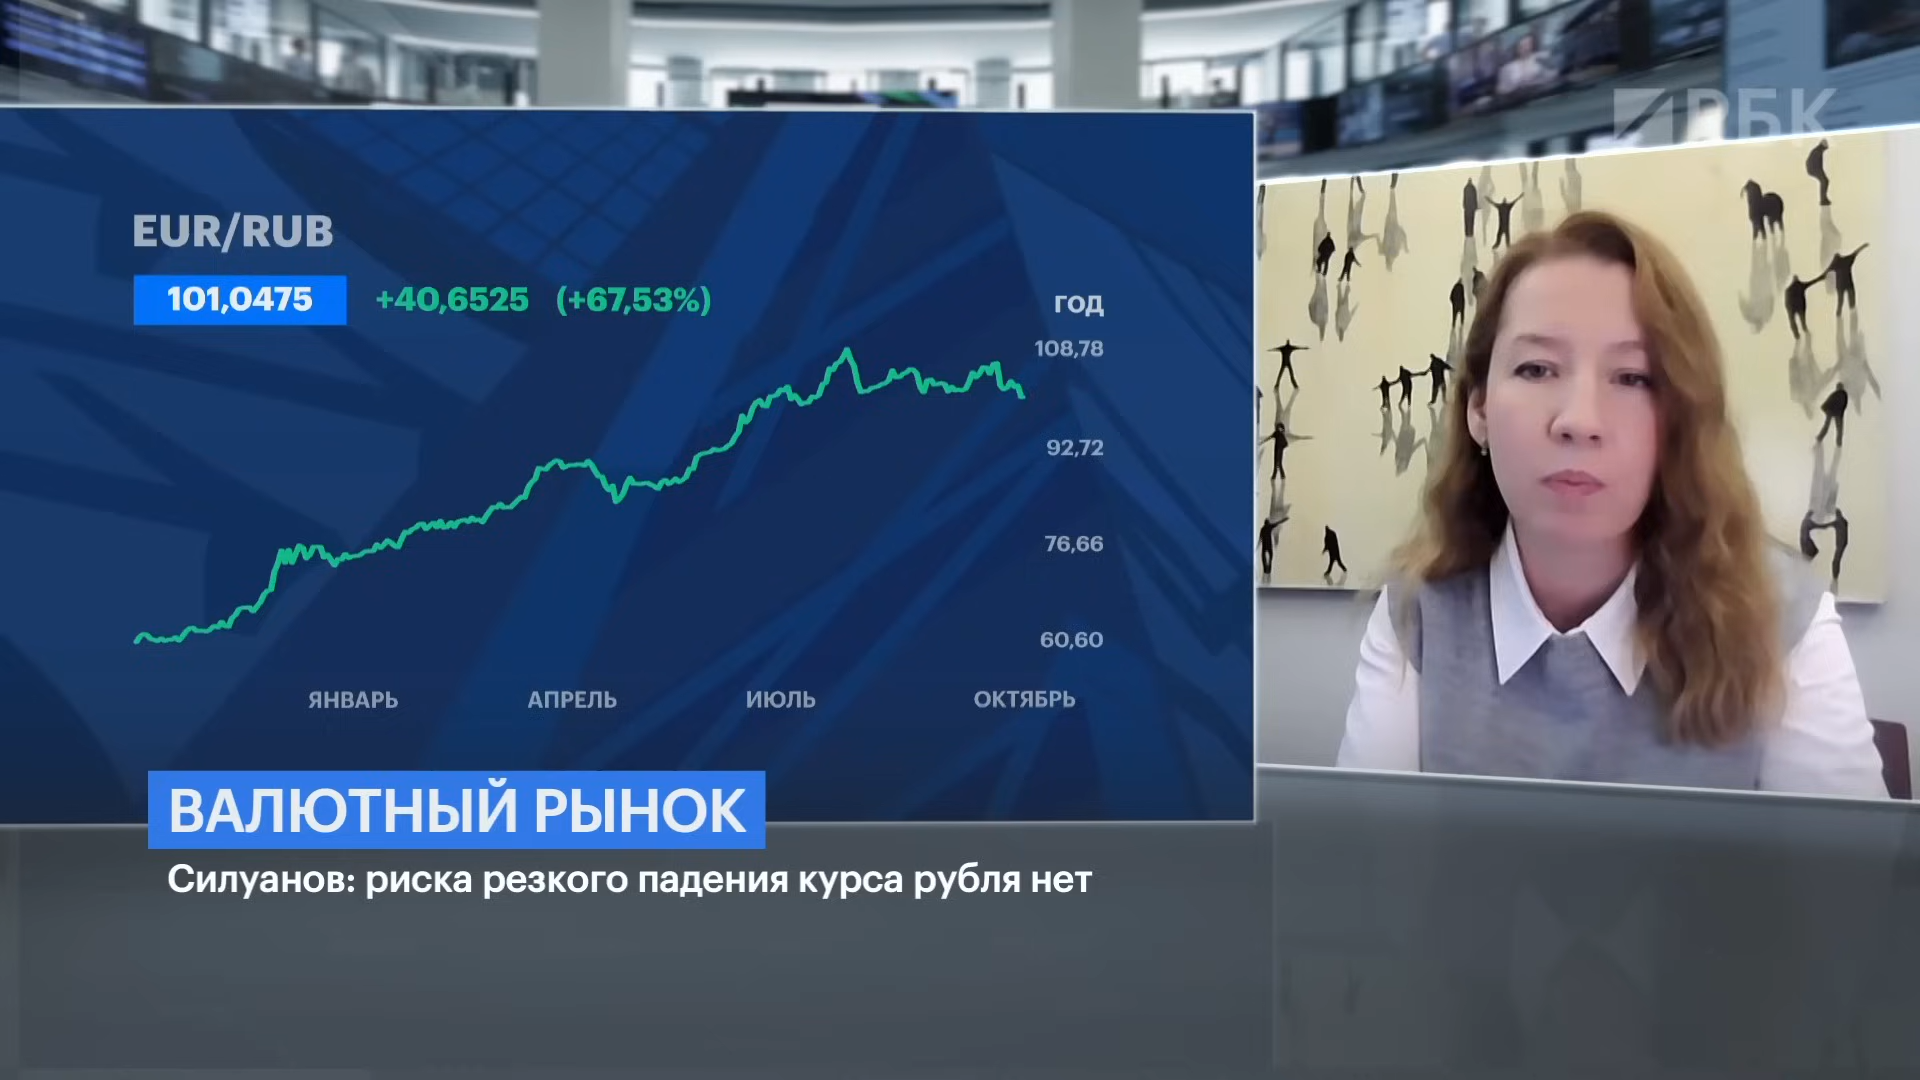 РБК
EUR/RUB
101,0475 +40,6525 (+67,53%)
ГОД
108,78
92,72
76,66
60,60
ЯНВАРЬ АПРЕЛЬ ИЮЛЬ ОКТЯБРЬ
ВАЛЮТНЫЙ РЫНОК
Силуанов: риска резкого падения курса рубля нет